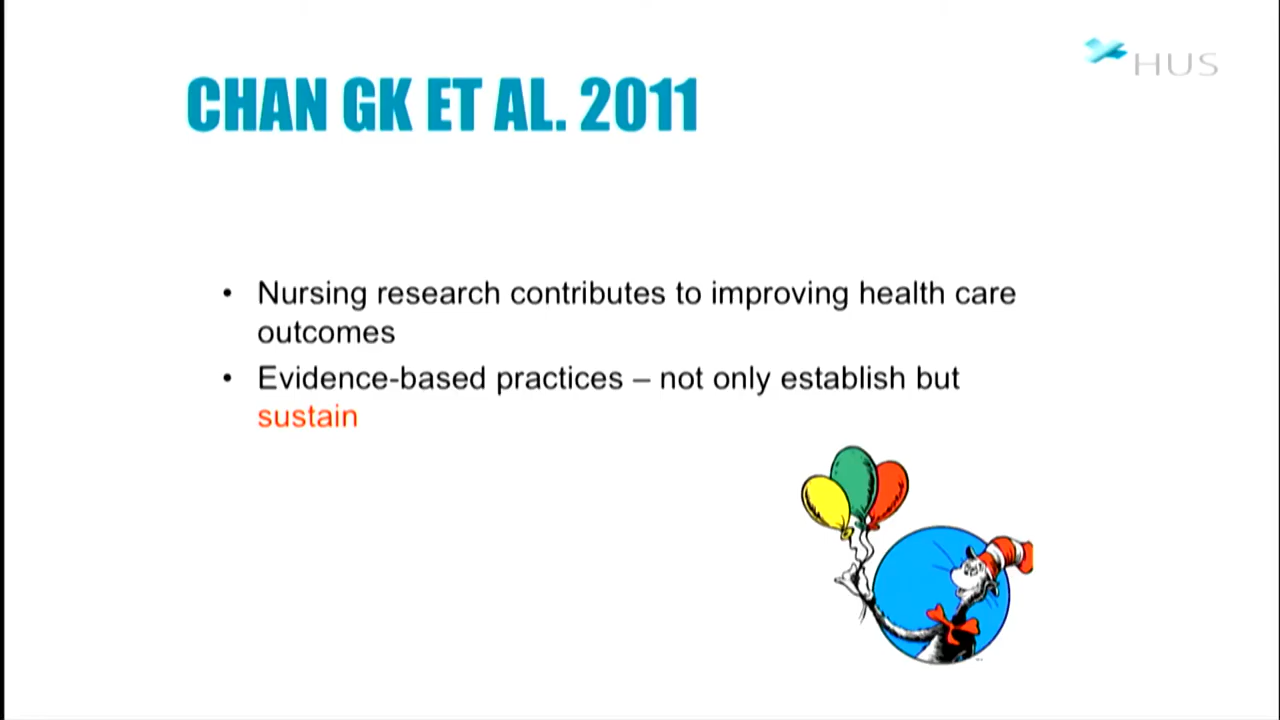 HUS
CHAN GK ET AL. 2011
• Nursing research contributes to improving health care
outcomes
• Evidence-based practices – not only establish but
sustain